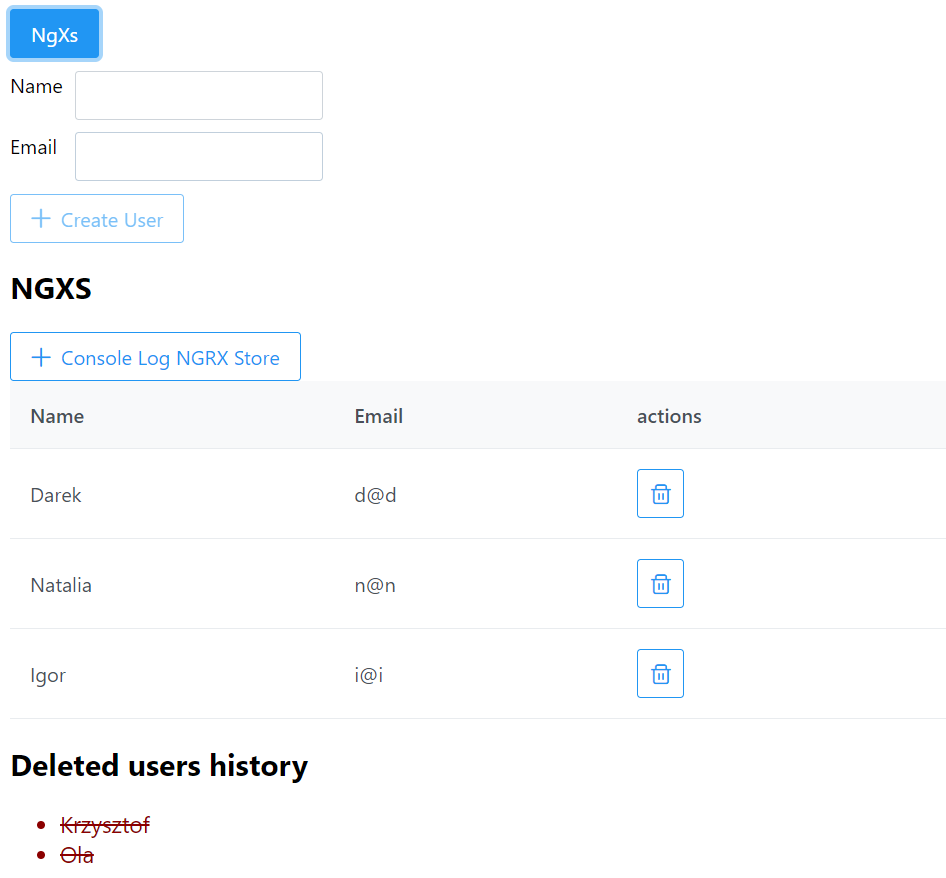 NgXs
Name
Email
Create User
NGXS
Console Log NGRX Store
Name Email actions
Darek d@d
Natalia n@n
Igor i@i
Deleted users history
Krzysztof
Ola